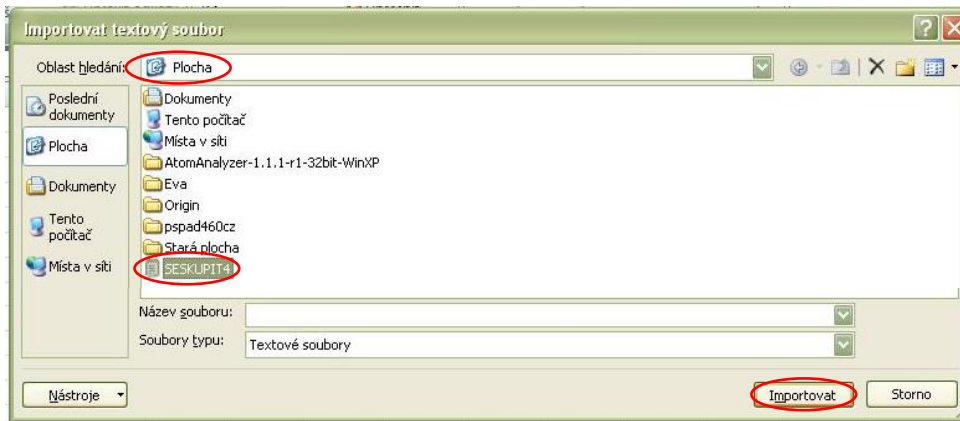 Importovat textový soubor
Oblast hledání: Plocha
Poslední dokumenty
Plocha
Dokumenty
Tento počítač
Místa v síti
Dokumenty
Tento počítač
Místa v síti
AtomAnalyzer-1.1.1-r1-32bit-WinXP
Eva
Origin
pspad460cz
Stará plocha
SESKUPIT4
Název souboru:
Soubory typu: Textové soubory
Nástroje Importovat Storno